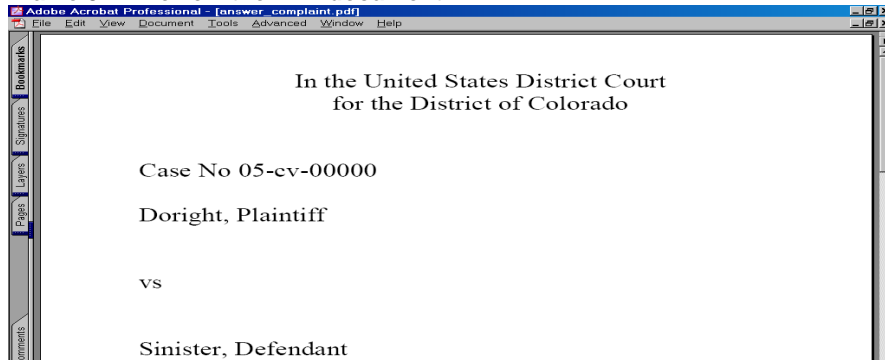 Adobe Acrobat Professional - [answer_complaint.pdf]
File Edit View Document Tools Advanced Window Help
Bookmarks
Signatures
Layers
Pages
Comments
In the United States District Court
for the District of Colorado
Case No 05-cv-00000
Doright, Plaintiff
vs
Sinister, Defendant